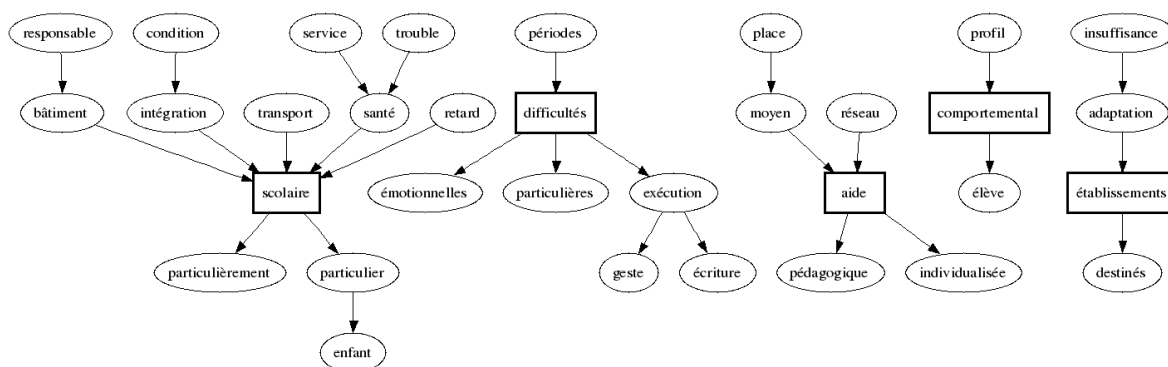 responsable condition service trouble périodes place profil insuffisance
bâtiment intégration transport santé retard difficultés moyen réseau comportemental adaptation
scolaire émotionnelles particulières exécution aide élève établissements
particulièrement particulier geste écriture pédagogique individualisée destinés
enfant